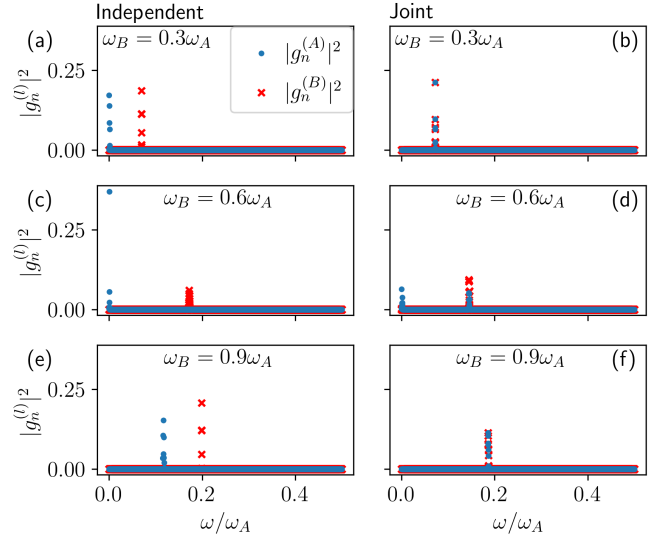 Independent Joint
(a) ω_B = 0.3ω_A |g_n^(A)|² |g_n^(B)|² ω_B = 0.3ω_A (b)
|g_n^(l)|² 0.25 0.00
(c) ω_B = 0.6ω_A ω_B = 0.6ω_A (d)
|g_n^(l)|² 0.25 0.00
(e) ω_B = 0.9ω_A ω_B = 0.9ω_A (f)
|g_n^(l)|² 0.25 0.00
0.0 0.2 0.4 0.0 0.2 0.4
ω/ω_A ω/ω_A